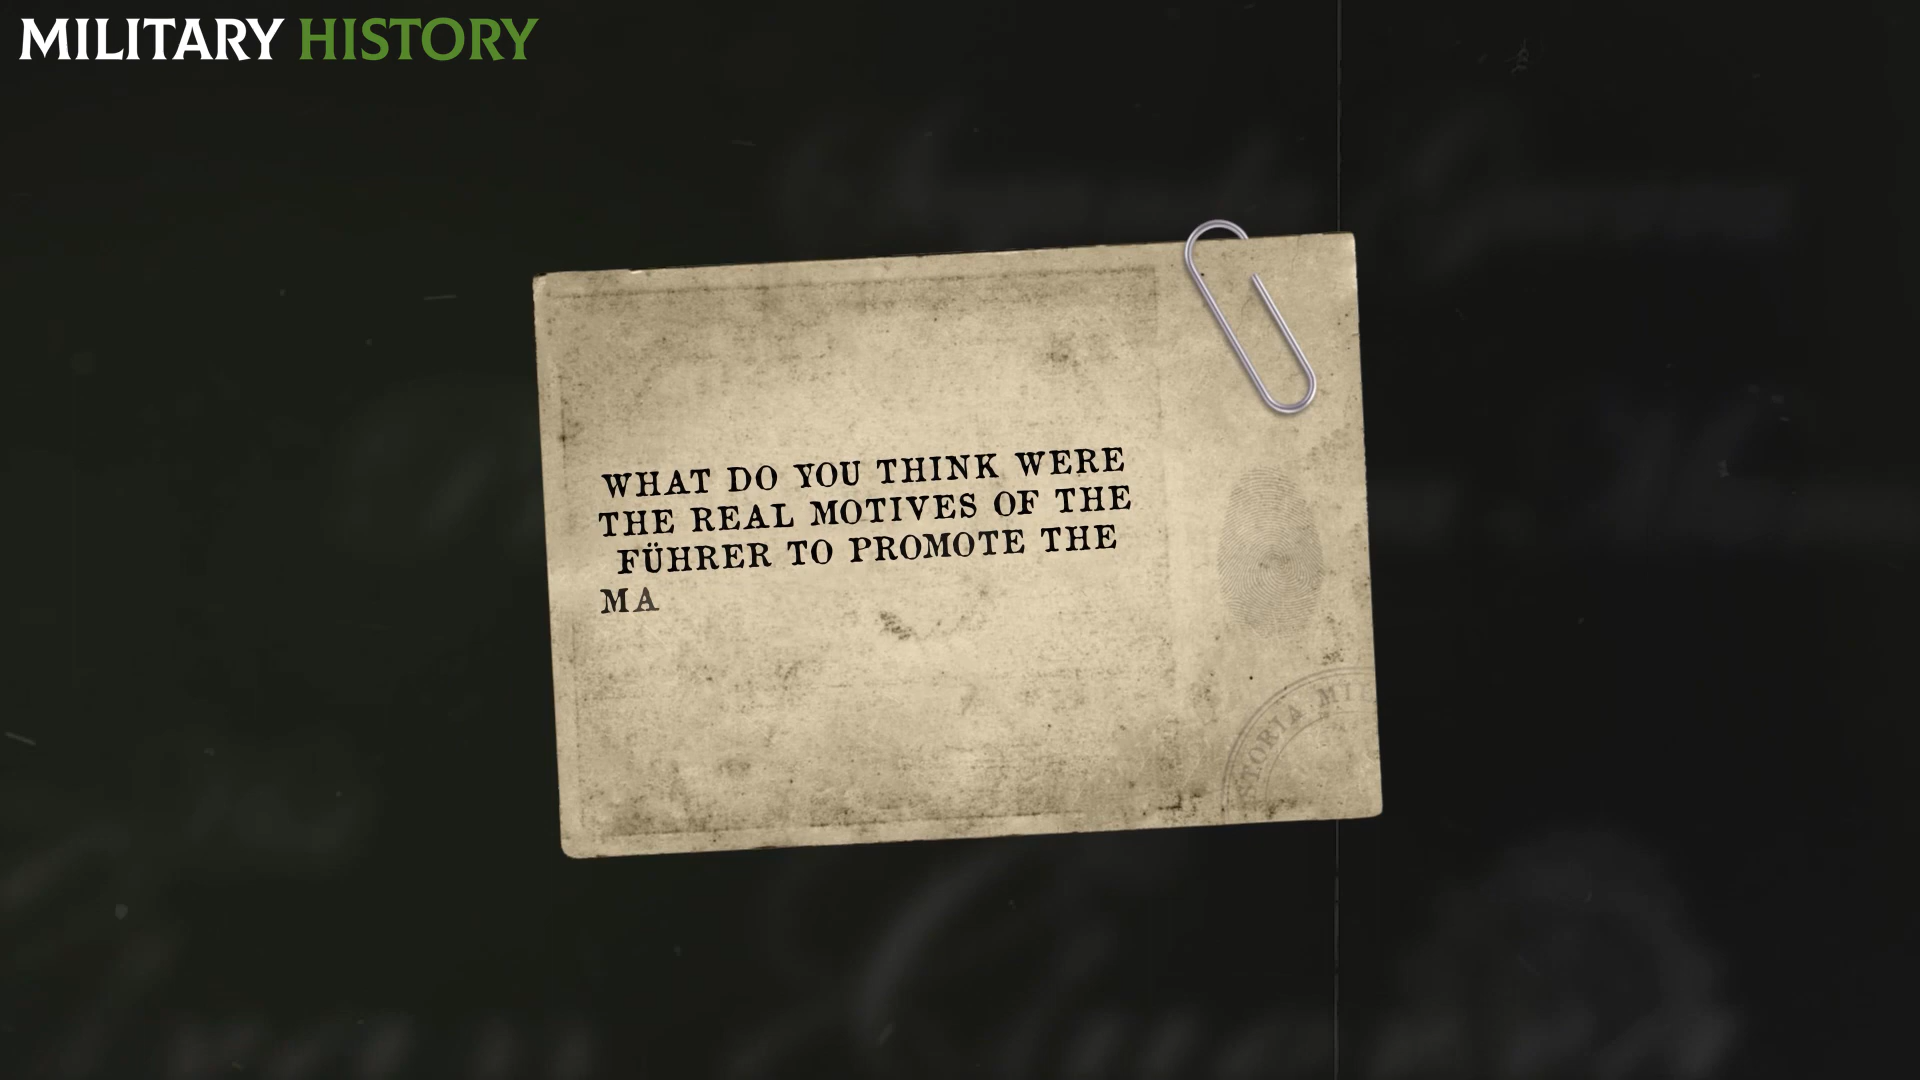 MILITARY HISTORY
WHAT DO YOU THINK WERE
THE REAL MOTIVES OF THE
FÜHRER TO PROMOTE THE
MA